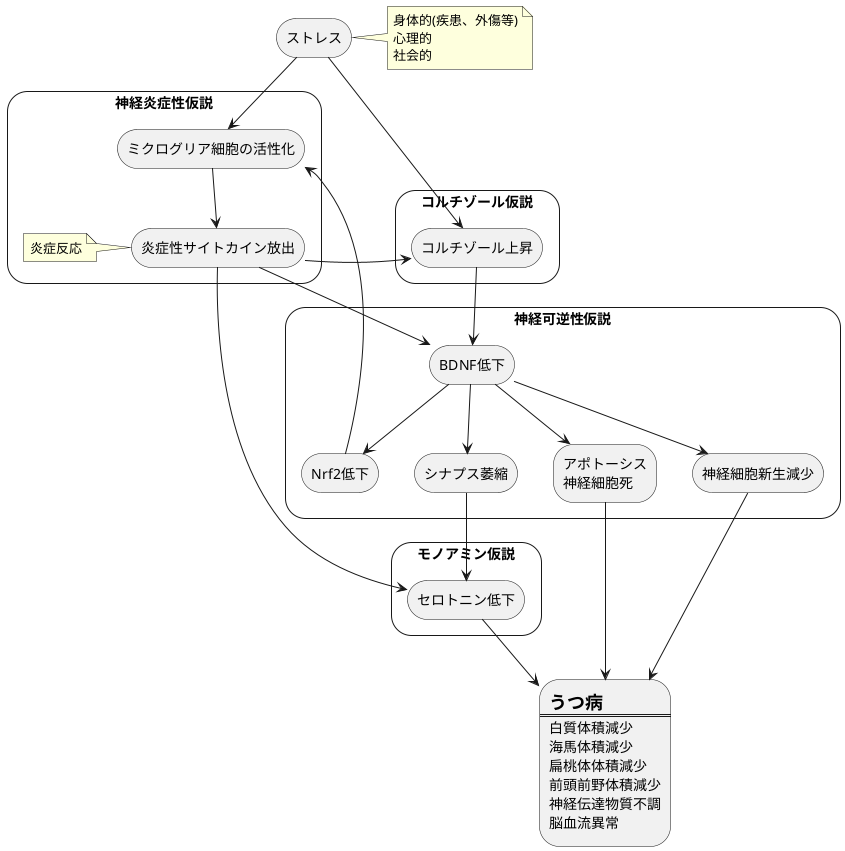 ストレス
身体的(疾患、外傷等)
心理的
社会的
神経炎症性仮説
ミクログリア細胞の活性化
コルチゾール仮説
炎症反応
炎症性サイトカイン放出
コルチゾール上昇
神経可逆性仮説
BDNF低下
Nrf2低下
シナプス萎縮
アポトーシス
神経細胞死
神経細胞新生減少
モノアミン仮説
セロトニン低下
うつ病
白質体積減少
海馬体積減少
扁桃体体積減少
前頭前野体積減少
神経伝達物質不調
脳血流異常